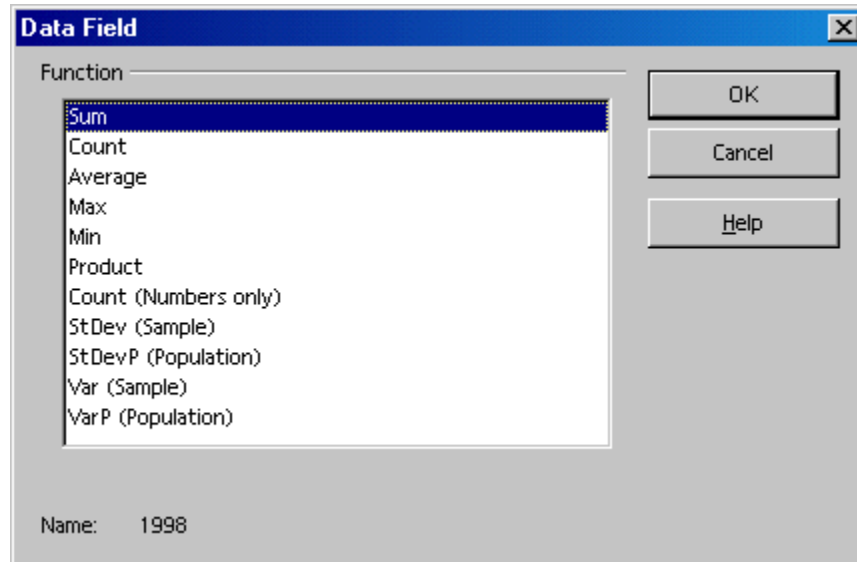 Data Field
Function
Sum
Count
Average
Max
Min
Product
Count (Numbers only)
StDev (Sample)
StDevP (Population)
Var (Sample)
VarP (Population)
OK
Cancel
Help
Name: 1998